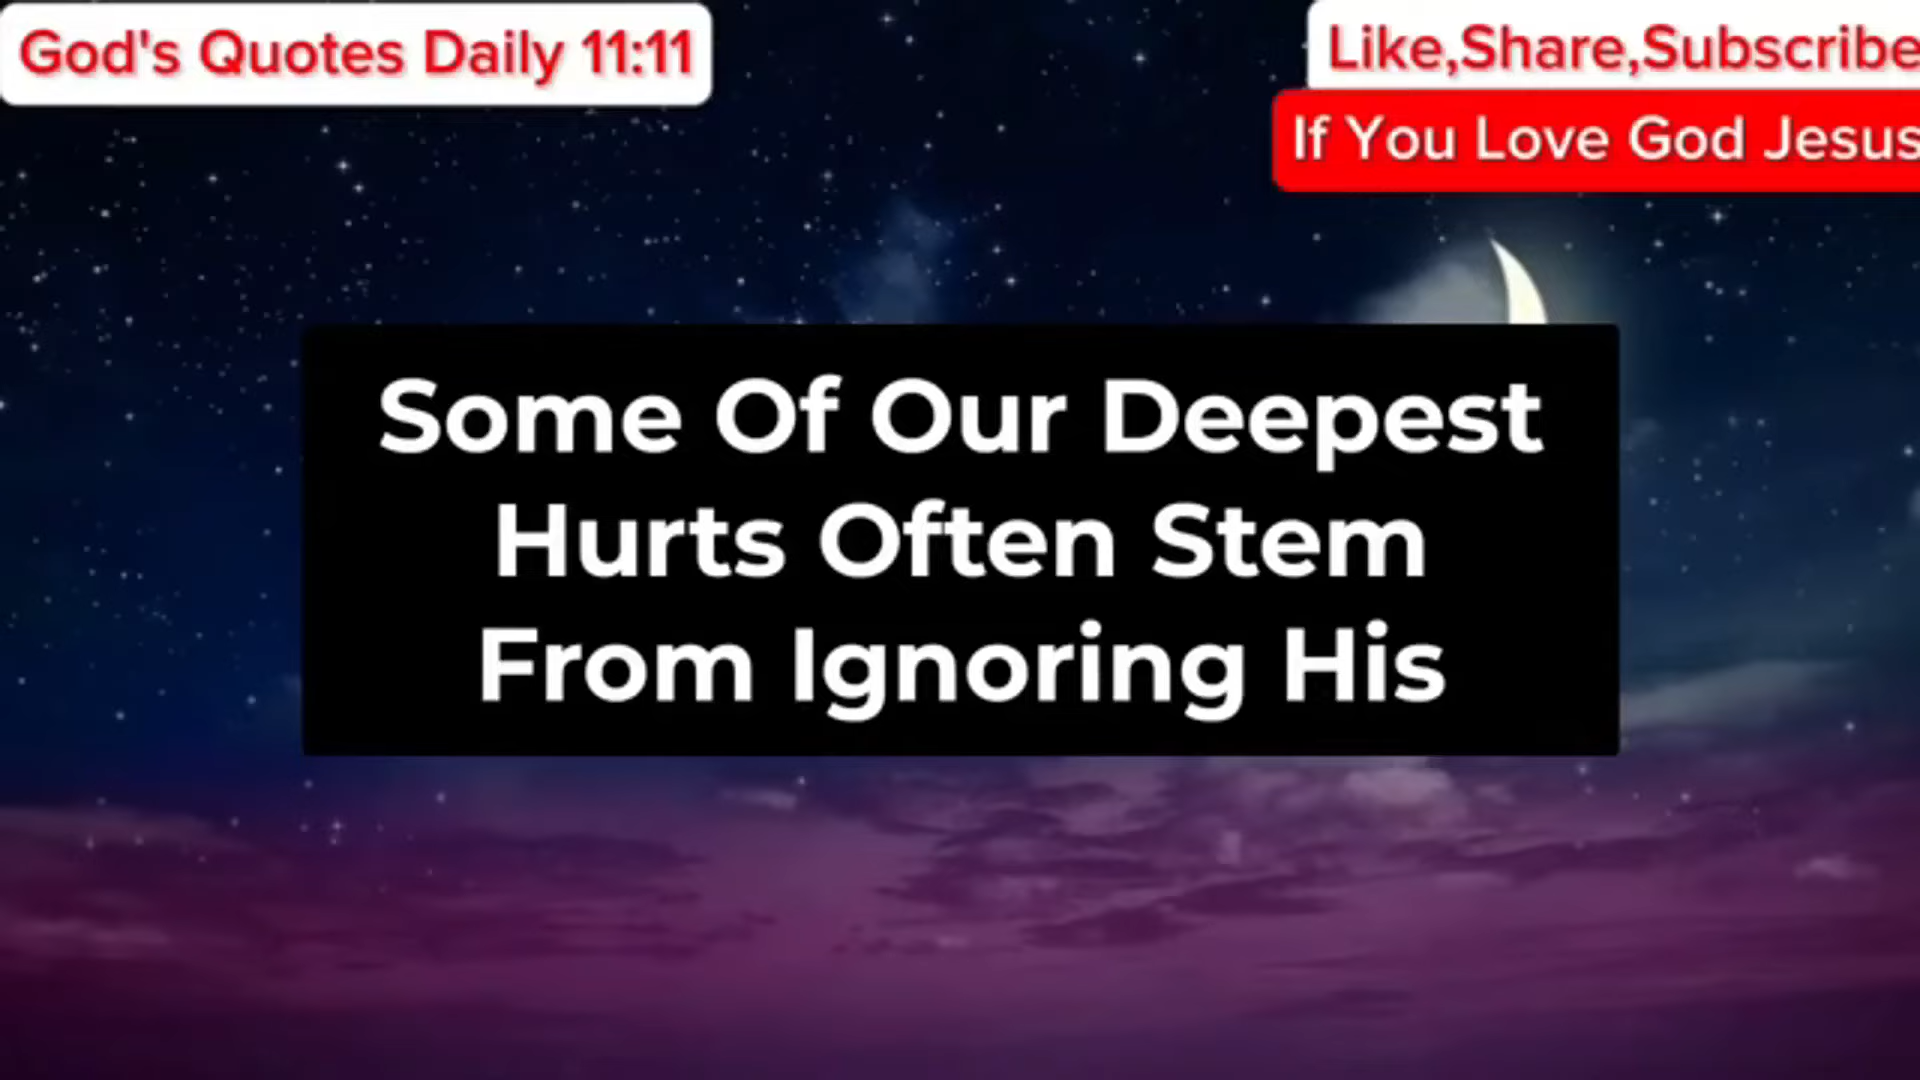 God's Quotes Daily 11:11
Like,Share,Subscribe
If You Love God Jesus
Some Of Our Deepest
Hurts Often Stem
From Ignoring His